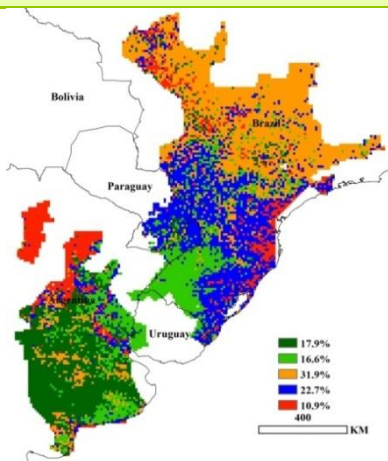 Bolivia
Brazil
Paraguay
Argentina
Uruguay
17.9%
16.6%
31.9%
22.7%
10.9%
400
KM